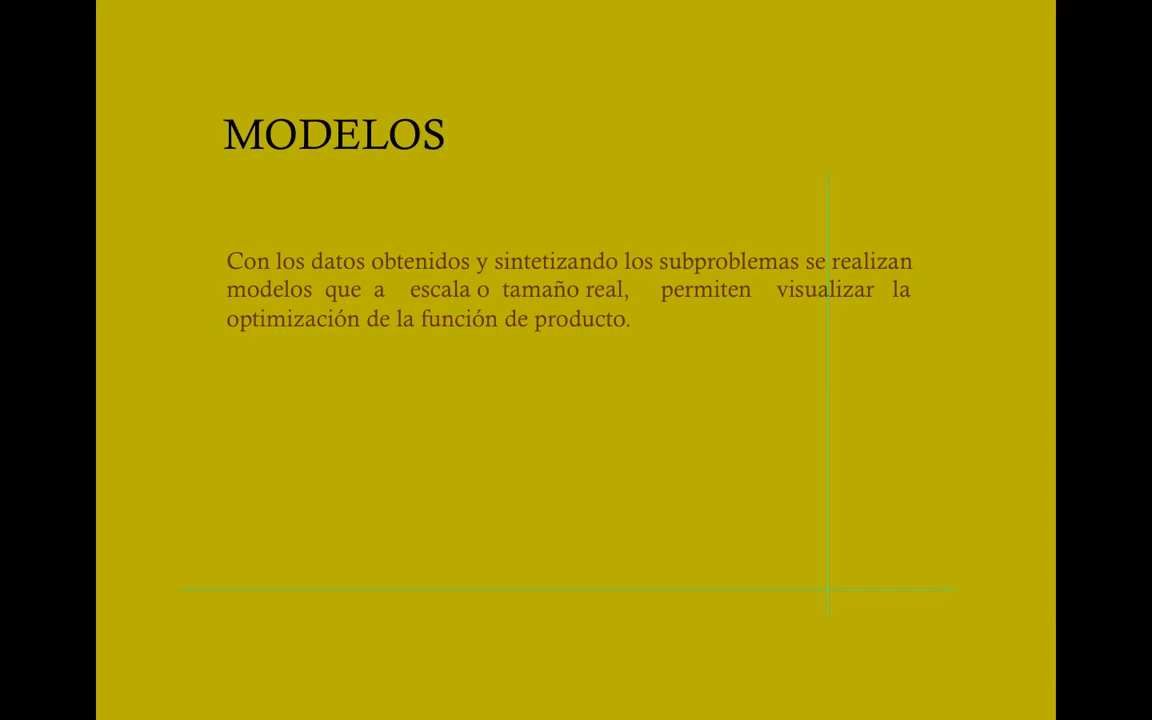 MODELOS
Con los datos obtenidos y sintetizando los subproblemas se realizan
modelos que a escala o tamaño real, permiten visualizar la
optimización de la función de producto.